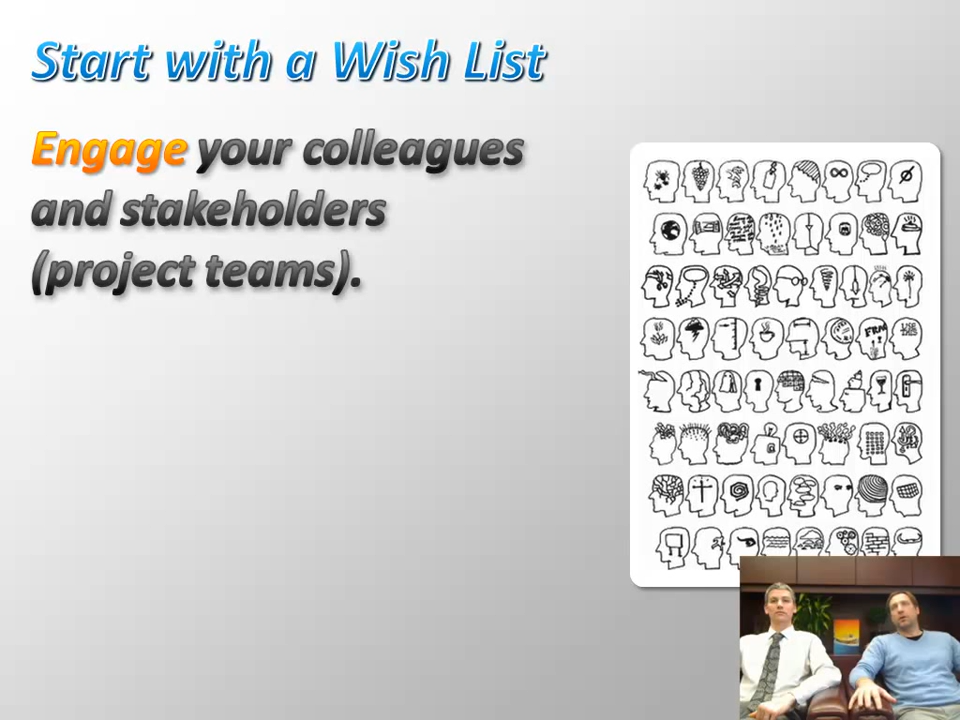 Start with a Wish List
Engage your colleagues
and stakeholders
(project teams).